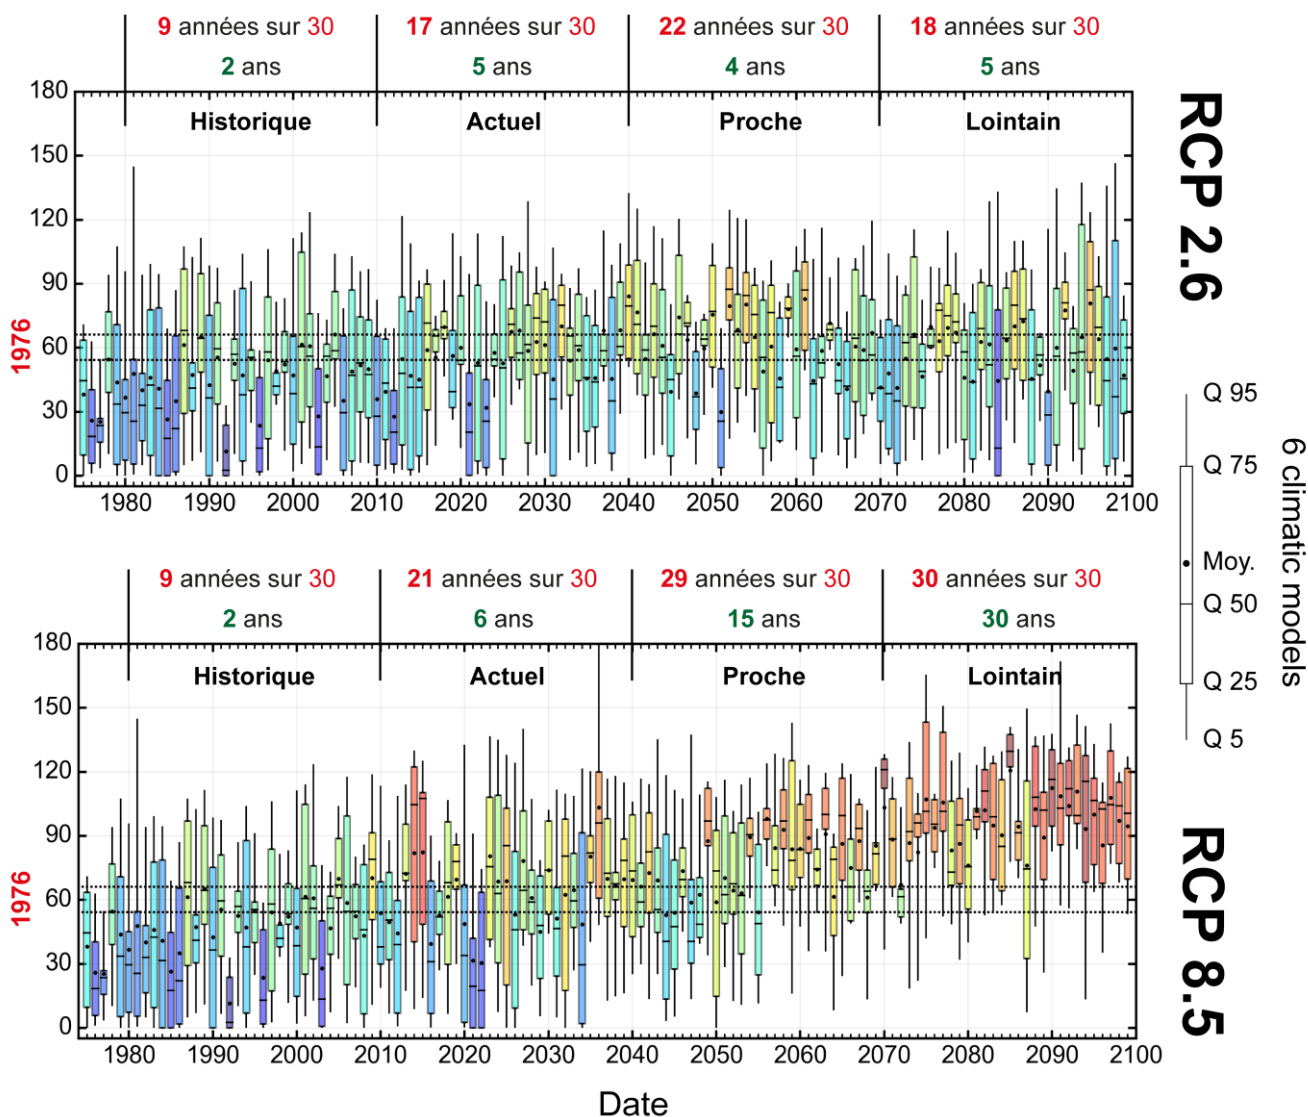 9 années sur 30 17 années sur 30 22 années sur 30 18 années sur 30
2 ans 5 ans 4 ans 5 ans
Historique Actuel Proche Lointain
180
150
120
90
60
30
0
1976
1980 1990 2000 2010 2020 2030 2040 2050 2060 2070 2080 2090 2100
RCP 2.6
9 années sur 30 21 années sur 30 29 années sur 30 30 années sur 30
2 ans 6 ans 15 ans 30 ans
Historique Actuel Proche Lointain
180
150
120
90
60
30
0
1976
1980 1990 2000 2010 2020 2030 2040 2050 2060 2070 2080 2090 2100
Date
RCP 8.5
Q 95
Q 75
Moy.
Q 50
Q 25
Q 5
6 climatic models